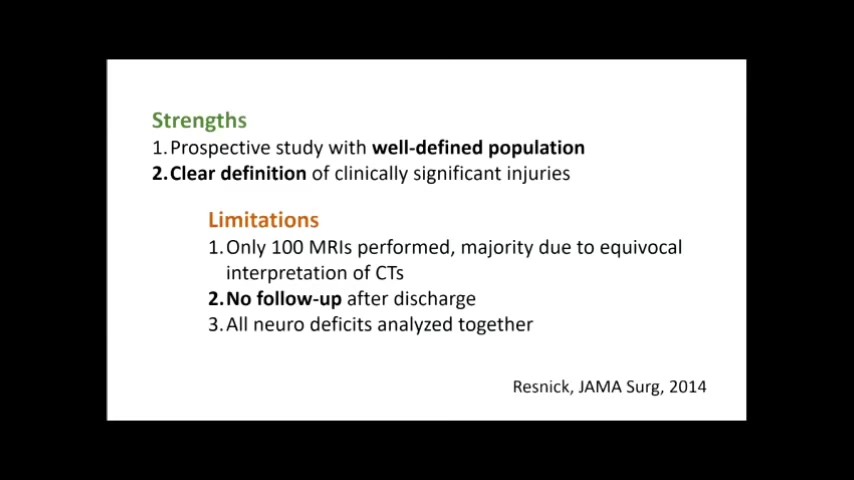 Strengths
1. Prospective study with well-defined population
2. Clear definition of clinically significant injuries
Limitations
1. Only 100 MRIs performed, majority due to equivocal
interpretation of CTs
2. No follow-up after discharge
3. All neuro deficits analyzed together
Resnick, JAMA Surg, 2014